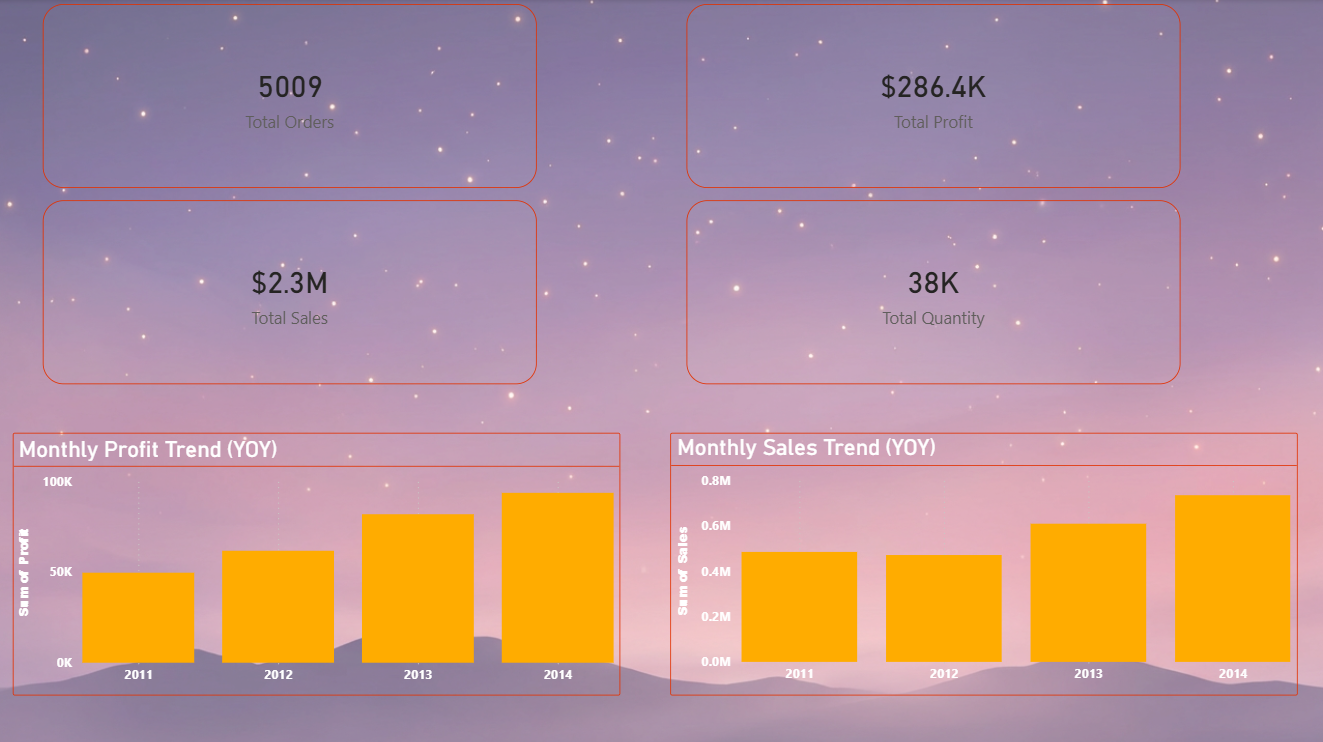 5009
Total Orders
$286.4K
Total Profit
$2.3M
Total Sales
38K
Total Quantity
Monthly Profit Trend (YOY)
Sum of Profit
100K
50K
0K
2011
2012
2013
2014
Monthly Sales Trend (YOY)
Sum of Sales
0.8M
0.6M
0.4M
0.2M
0.0M
2011
2012
2013
2014